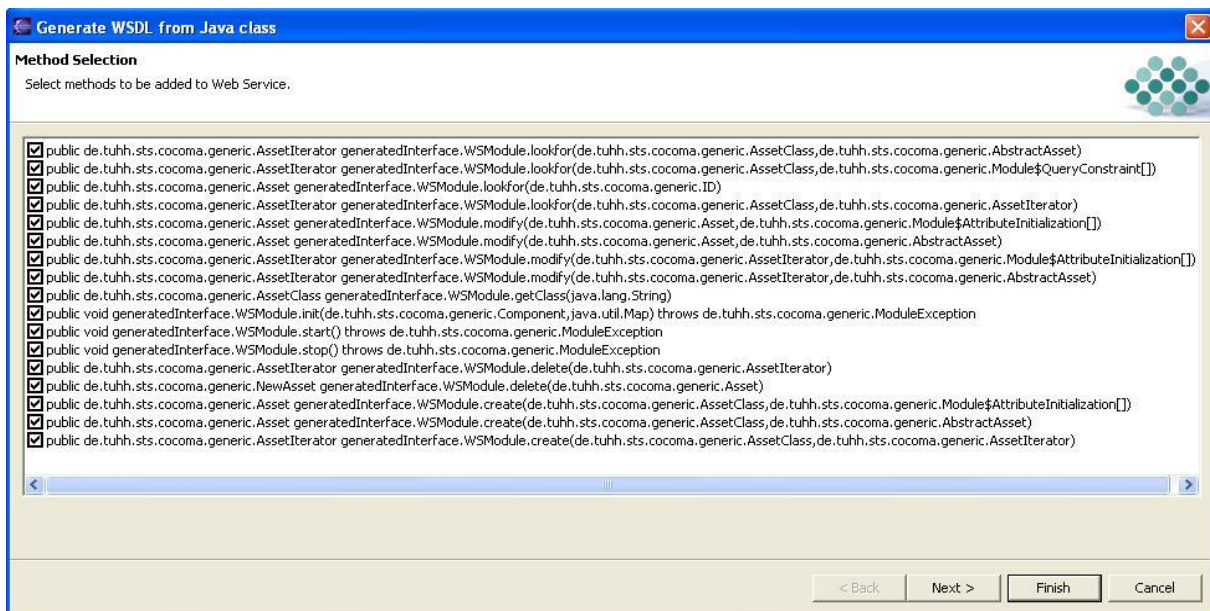 Generate WSDL from Java class
Method Selection
Select methods to be added to Web Service.
public de.tuhh.sts.cocoma.generic.AssetIterator generatedInterface.WSModule.lookfor(de.tuhh.sts.cocoma.generic.AssetClass,de.tuhh.sts.cocoma.generic.AbstractAsset)
public de.tuhh.sts.cocoma.generic.AssetIterator generatedInterface.WSModule.lookfor(de.tuhh.sts.cocoma.generic.AssetClass,de.tuhh.sts.cocoma.generic.Module$QueryConstraint[])
public de.tuhh.sts.cocoma.generic.Asset generatedInterface.WSModule.lookfor(de.tuhh.sts.cocoma.generic.ID)
public de.tuhh.sts.cocoma.generic.AssetIterator generatedInterface.WSModule.lookfor(de.tuhh.sts.cocoma.generic.AssetClass,de.tuhh.sts.cocoma.generic.AssetIterator)
public de.tuhh.sts.cocoma.generic.Asset generatedInterface.WSModule.modify(de.tuhh.sts.cocoma.generic.Asset,de.tuhh.sts.cocoma.generic.Module$AttributeInitialization[])
public de.tuhh.sts.cocoma.generic.Asset generatedInterface.WSModule.modify(de.tuhh.sts.cocoma.generic.Asset,de.tuhh.sts.cocoma.generic.AbstractAsset)
public de.tuhh.sts.cocoma.generic.AssetIterator generatedInterface.WSModule.modify(de.tuhh.sts.cocoma.generic.AssetIterator,de.tuhh.sts.cocoma.generic.Module$AttributeInitialization[])
public de.tuhh.sts.cocoma.generic.AssetIterator generatedInterface.WSModule.modify(de.tuhh.sts.cocoma.generic.AssetIterator,de.tuhh.sts.cocoma.generic.AbstractAsset)
public de.tuhh.sts.cocoma.generic.AssetClass generatedInterface.WSModule.getClass(java.lang.String)
public void generatedInterface.WSModule.init(de.tuhh.sts.cocoma.generic.Component,java.util.Map) throws de.tuhh.sts.cocoma.generic.ModuleException
public void generatedInterface.WSModule.start() throws de.tuhh.sts.cocoma.generic.ModuleException
public void generatedInterface.WSModule.stop() throws de.tuhh.sts.cocoma.generic.ModuleException
public de.tuhh.sts.cocoma.generic.AssetIterator generatedInterface.WSModule.delete(de.tuhh.sts.cocoma.generic.AssetIterator)
public de.tuhh.sts.cocoma.generic.NewAsset generatedInterface.WSModule.delete(de.tuhh.sts.cocoma.generic.Asset)
public de.tuhh.sts.cocoma.generic.Asset generatedInterface.WSModule.create(de.tuhh.sts.cocoma.generic.AssetClass,de.tuhh.sts.cocoma.generic.Module$AttributeInitialization[])
public de.tuhh.sts.cocoma.generic.Asset generatedInterface.WSModule.create(de.tuhh.sts.cocoma.generic.AssetClass,de.tuhh.sts.cocoma.generic.AbstractAsset)
public de.tuhh.sts.cocoma.generic.AssetIterator generatedInterface.WSModule.create(de.tuhh.sts.cocoma.generic.AssetClass,de.tuhh.sts.cocoma.generic.AssetIterator)
< Back Next > Finish Cancel